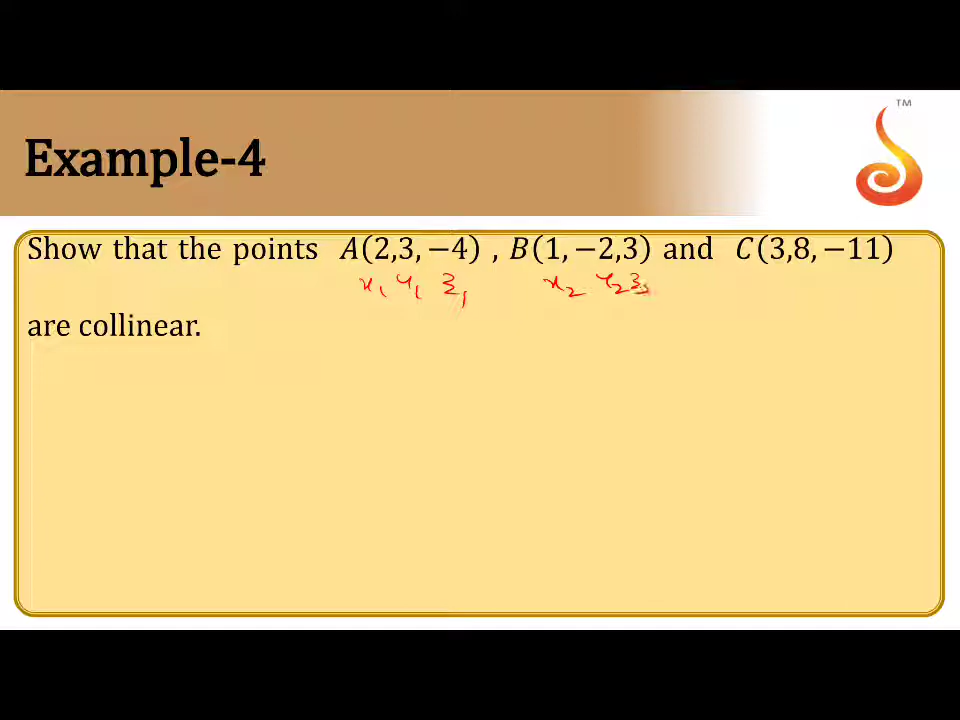 TM
Example-4
Show that the points A(2,3,−4) , B(1,−2,3) and C(3,8,−11)
x₁ y₁ z₁ x₂ y₂ z₂
are collinear.